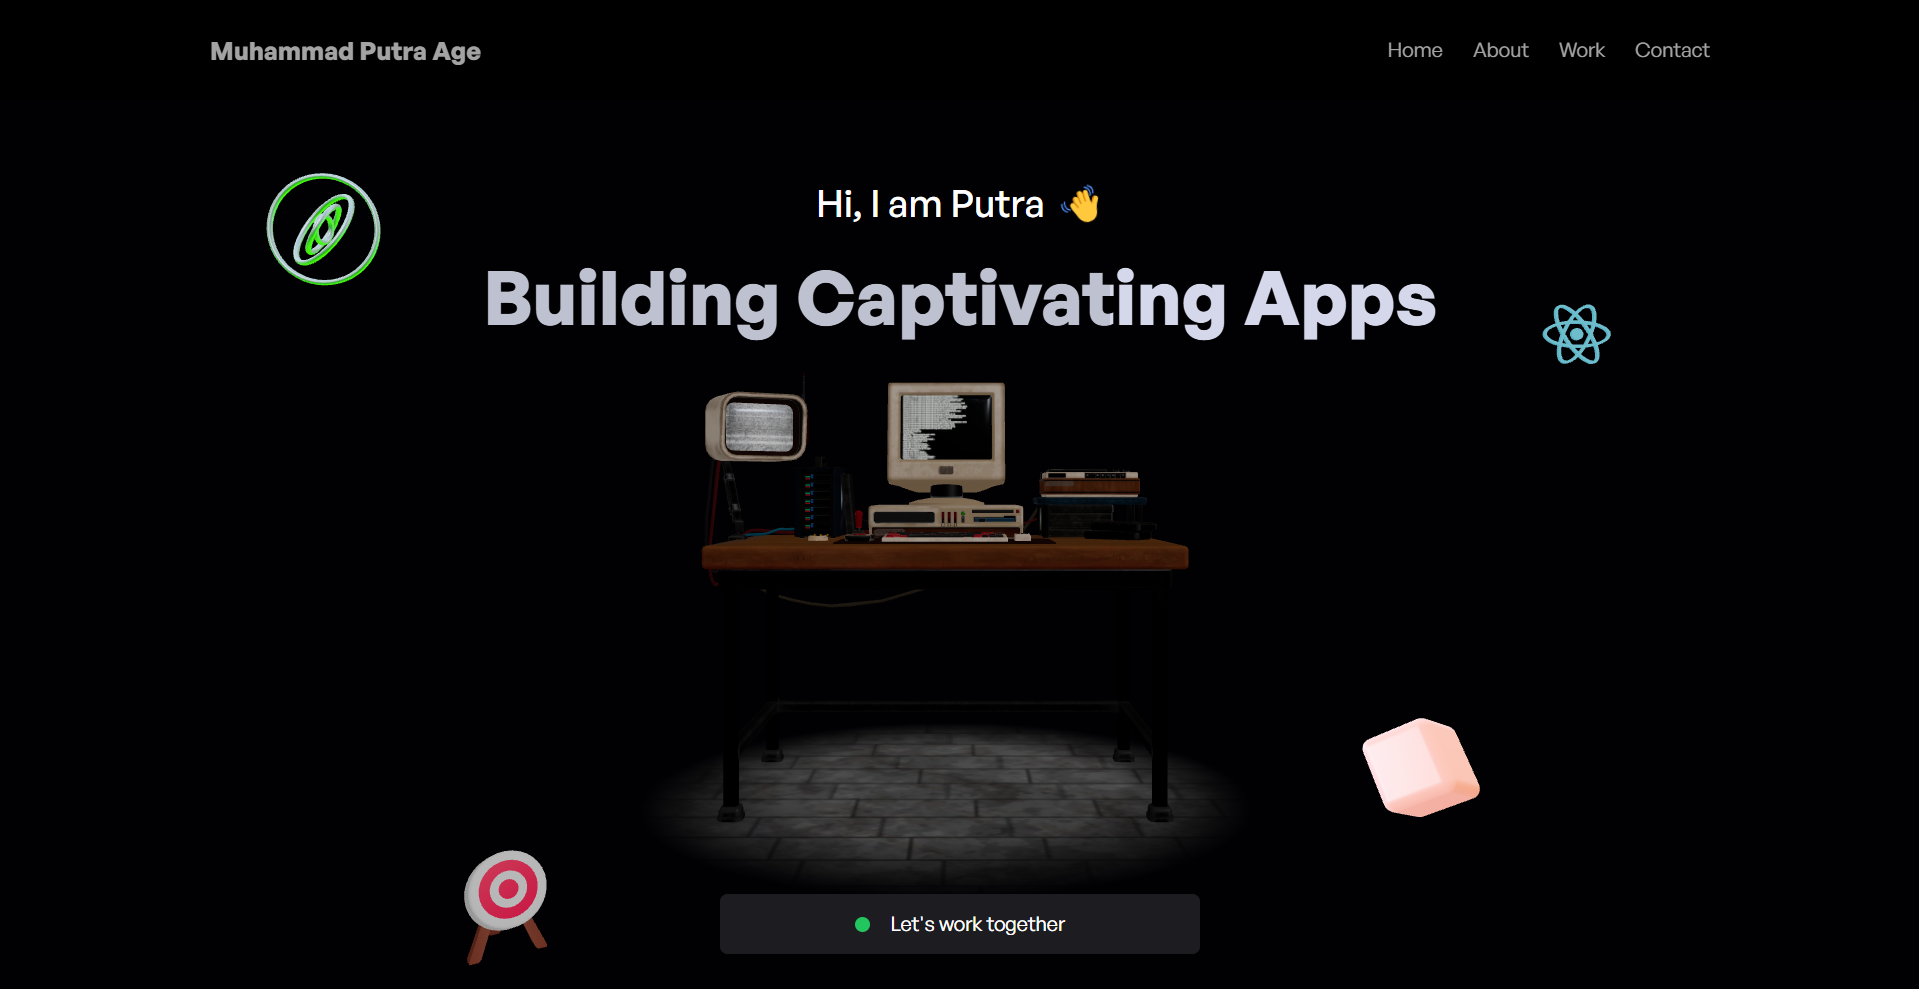 Muhammad Putra Age
Home About Work Contact
Hi, I am Putra 👋
Building Captivating Apps
Let's work together